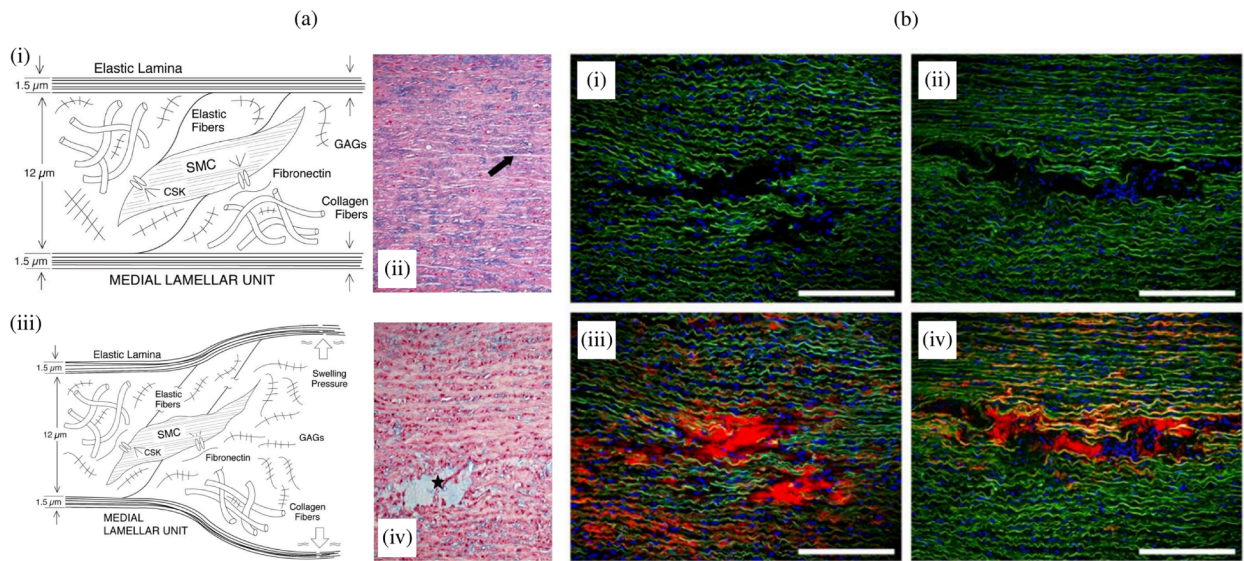 (a)
(b)
(i)
Elastic Lamina
1.5 µm
12 µm
Elastic
Fibers
GAGs
SMC
CSK
Fibronectin
Collagen
Fibers
1.5 µm
MEDIAL LAMELLAR UNIT
(ii)
(iii)
Elastic Lamina
1.5 µm
12 µm
Swelling
Pressure
Elastic
Fibers
SMC
GAGs
CSK
Fibronectin
Collagen
Fibers
1.5 µm
MEDIAL
LAMELLAR UNIT
(iv)
(i)
(ii)
(iii)
(iv)